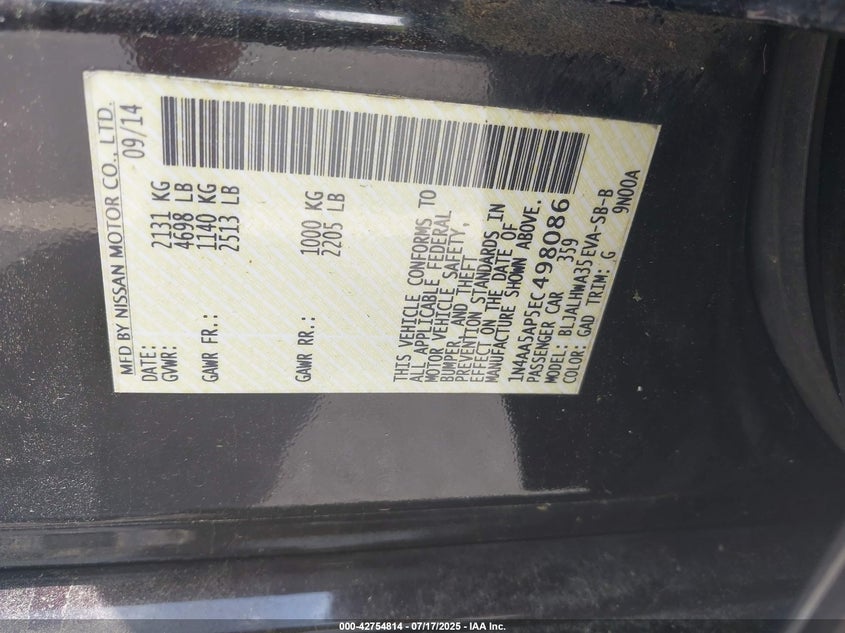 MFD BY NISSAN MOTOR CO., LTD.
DATE: 09/14
GVWR: 2131 KG
4698 LB
GAWR FR.: 1140 KG
2513 LB
GAWR RR.: 1000 KG
2205 LB
THIS VEHICLE CONFORMS TO
ALL APPLICABLE FEDERAL
MOTOR VEHICLE SAFETY,
BUMPER, AND THEFT
PREVENTION STANDARDS IN
EFFECT ON THE DATE OF
MANUFACTURE SHOWN ABOVE.
1N4AA5AP5EC498086
PASSENGER CAR 359
MODEL: BLJALHWA35EVA-SB-B
COLOR: GAD TRIM: G 9N00A
000-42754814 - 07/17/2025 - IAA Inc.